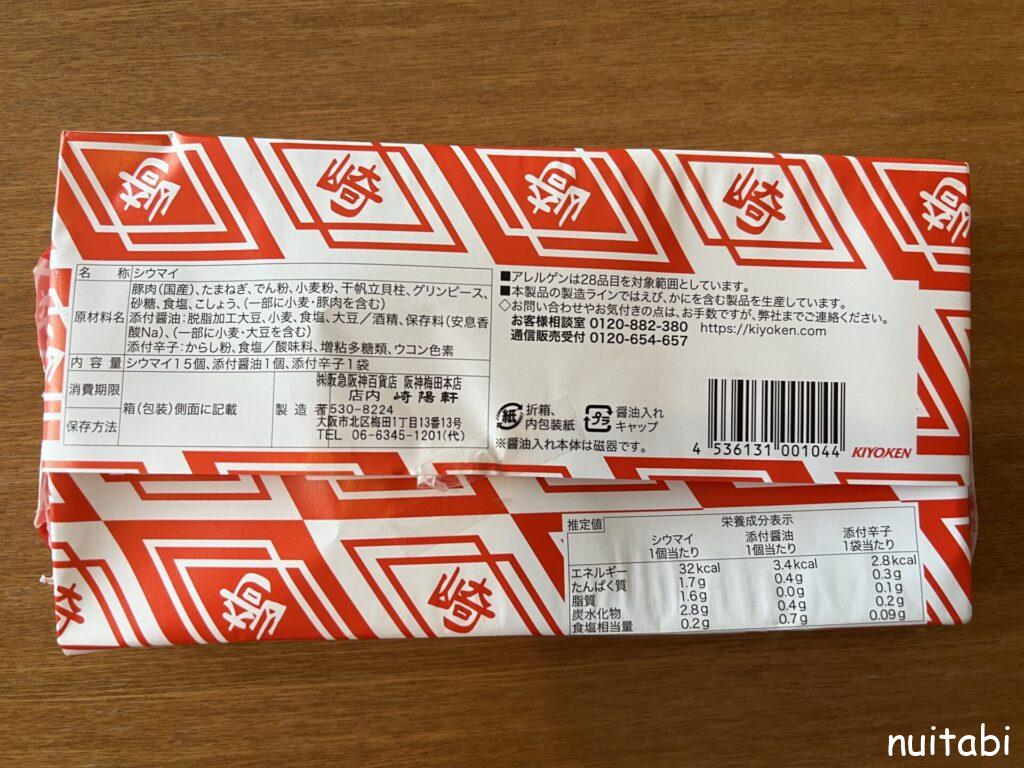 崎 崎 崎 崎 崎
名 称 シウマイ
原材料名 豚肉(国産)、たまねぎ、でん粉、小麦粉、干帆立貝柱、グリンピース、
砂糖、食塩、こしょう、(一部に小麦・豚肉を含む)
添付醤油:脱脂加工大豆、小麦、食塩、大豆/酒精、保存料(安息香
酸Na)、(一部に小麦・大豆を含む)
添付辛子:からし粉、食塩/酸味料、増粘多糖類、ウコン色素
内 容 量 シウマイ15個、添付醤油1個、添付辛子1袋
消費期限
保存方法
箱(包装)側面に記載
製 造 者
㈱阪急阪神百貨店 阪神梅田本店
店内 崎陽軒
〒530-8224
大阪市北区梅田1丁目13番13号
TEL 06-6345-1201(代)
■アレルゲンは28品目を対象範囲としています。
■本製品の製造ラインではえび、かにを含む製品を生産しています。
◇お問い合わせやお気付きの点は、お手数ですが、弊社までご連絡ください。
お客様相談室 0120-882-380 https://kiyoken.com
通信販売受付 0120-654-657
紙 折箱、
内包装紙
プラ 醤油入れ
キャップ
※醤油入れ本体は磁器です。
4 536131 001044
KIYOKEN
推定値 栄養成分表示
シウマイ 添付醤油 添付辛子
1個当たり 1個当たり 1袋当たり
エネルギー 32kcal 3.4kcal 2.8kcal
たんぱく質 1.7g 0.4g 0.3g
脂質 1.6g 0.0g 0.1g
炭水化物 2.8g 0.4g 0.2g
食塩相当量 0.2g 0.7g 0.09g
崎 崎
nuitabi